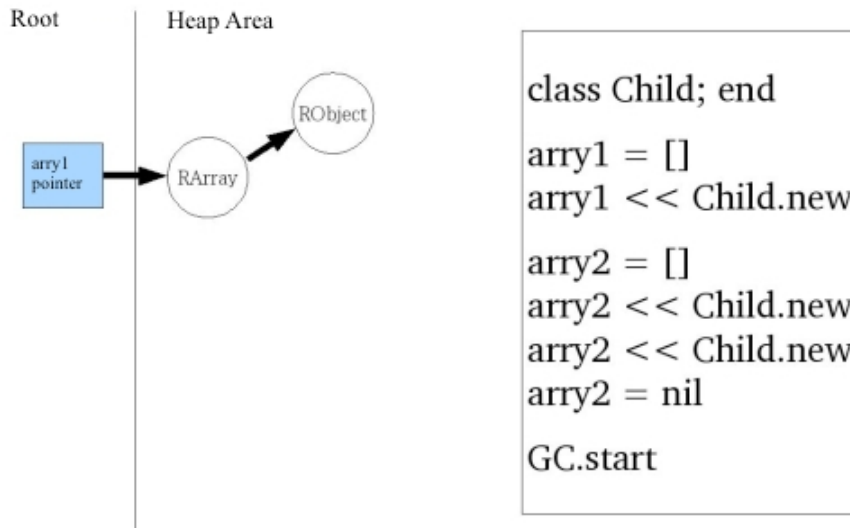 Root
Heap Area
arry1
pointer
RArray
RObject
class Child; end
arry1 = []
arry1 << Child.new
arry2 = []
arry2 << Child.new
arry2 << Child.new
arry2 = nil
GC.start